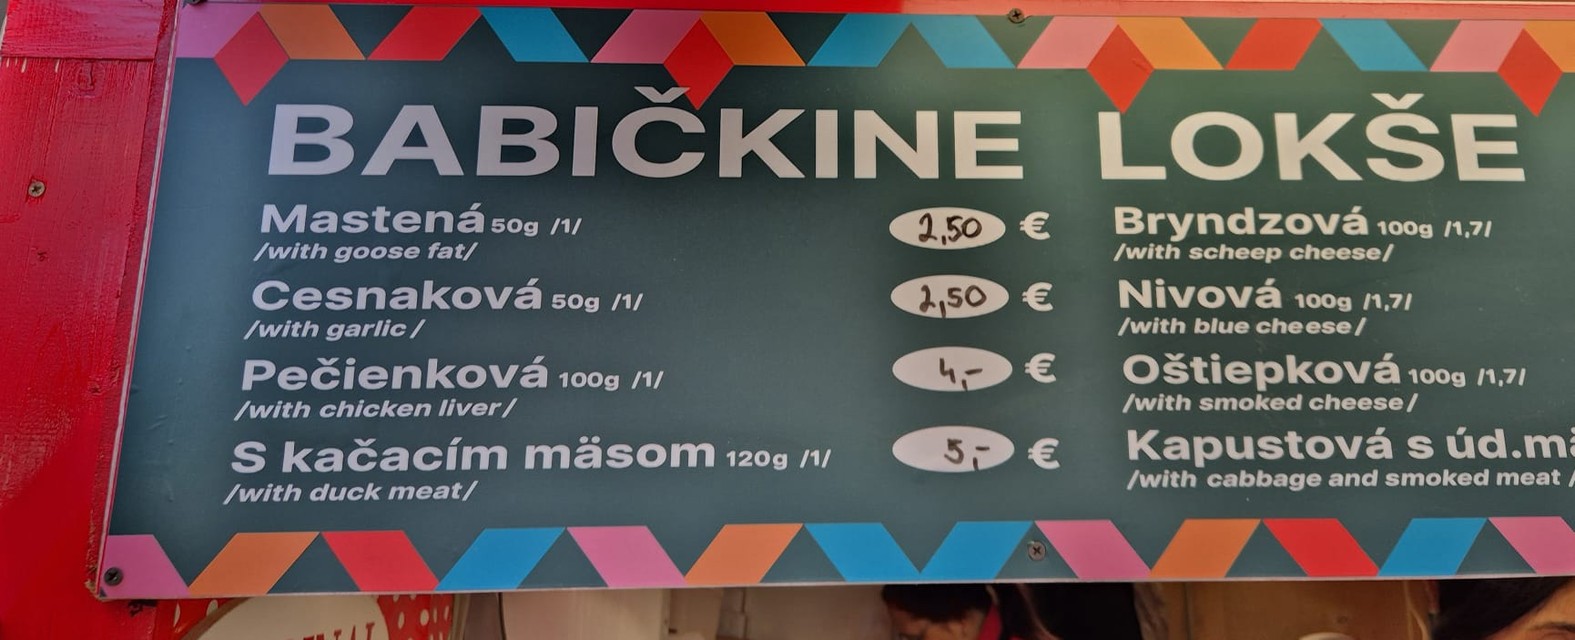 BABIČKINE LOKŠE
Mastená 50g /1/ 2,50 €
/with goose fat/
Cesnaková 50g /1/ 2,50 €
/with garlic /
Pečienková 100g /1/ 4,- €
/with chicken liver/
S kačacím mäsom 120g /1/ 5,- €
/with duck meat/
Bryndzová 100g /1,7/
/with scheep cheese/
Nivová 100g /1,7/
/with blue cheese/
Oštiepková 100g /1,7/
/with smoked cheese/
Kapustová s úd.mä
/with cabbage and smoked meat /